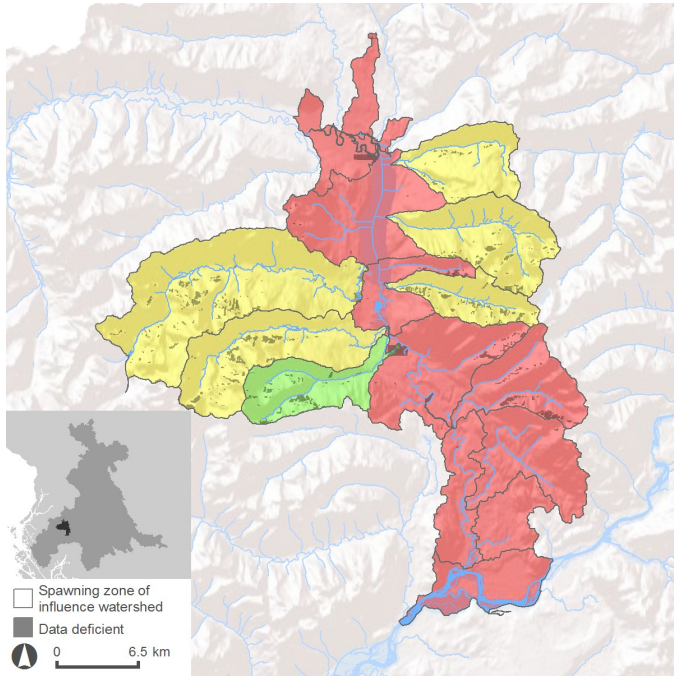 Spawning zone of
influence watershed
Data deficient
0 6.5 km